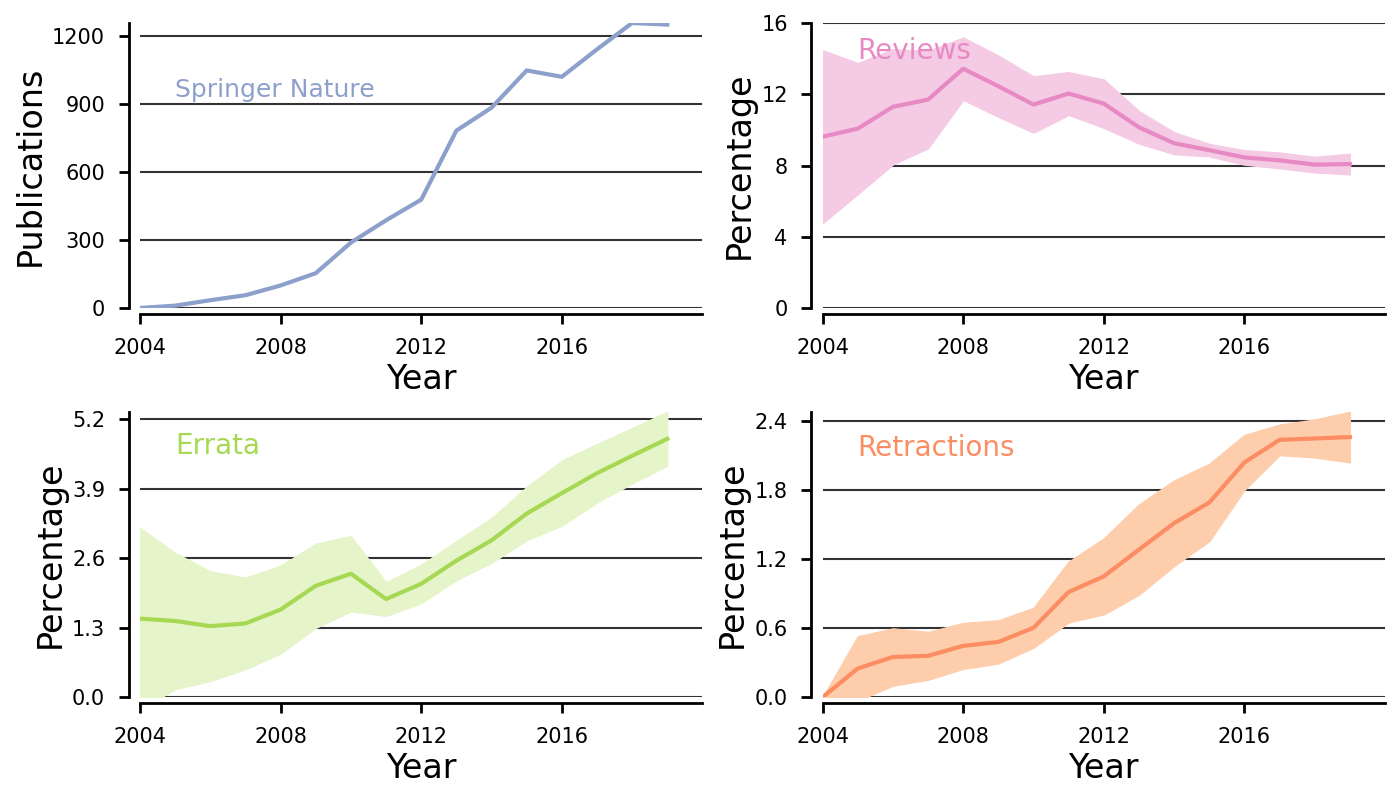 Publications
1200
900
600
300
0
Springer Nature
2004 2008 2012 2016
Year
Percentage
16
12
8
4
0
Reviews
2004 2008 2012 2016
Year
Percentage
5.2
3.9
2.6
1.3
0.0
Errata
2004 2008 2012 2016
Year
Percentage
2.4
1.8
1.2
0.6
0.0
Retractions
2004 2008 2012 2016
Year